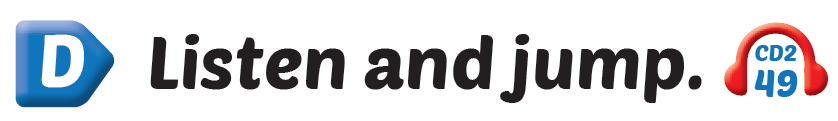 D Listen and jump. CD2
49